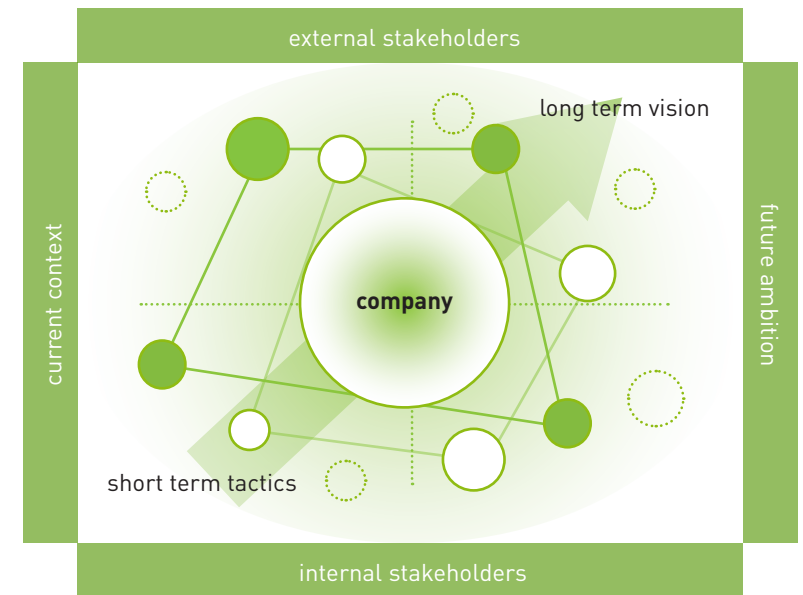 external stakeholders
long term vision
current context
company
future ambition
short term tactics
internal stakeholders